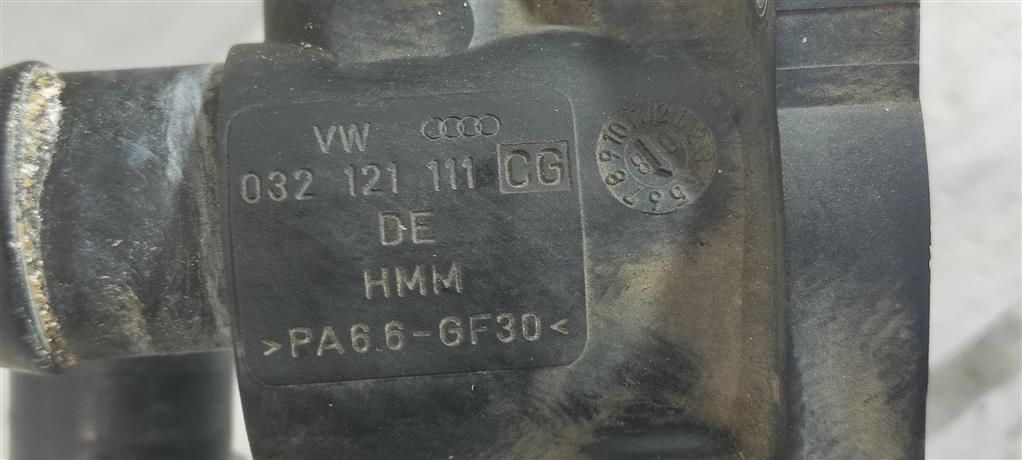 VW
032 121 111 CG
DE
HMM
>PA6.6-GF30<